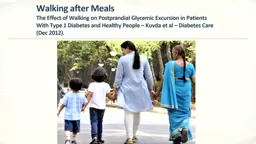 Walking after Meals
The Effect of Walking on Postprandial Glycemic Excursion in Patients
With Type 1 Diabetes and Healthy People – Kuvda et al – Diabetes Care
(Dec 2012).